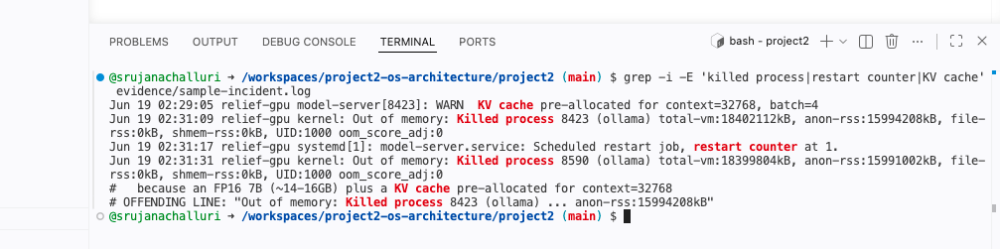 PROBLEMS OUTPUT DEBUG CONSOLE TERMINAL PORTS bash - project2
@srujanachalluri → /workspaces/project2-os-architecture/project2 (main) $ grep -i -E 'killed process|restart counter|KV cache'
evidence/sample-incident.log
Jun 19 02:29:05 relief-gpu model-server[8423]: WARN  KV cache pre-allocated for context=32768, batch=4
Jun 19 02:31:09 relief-gpu kernel: Out of memory: Killed process 8423 (ollama) total-vm:18402112kB, anon-rss:15994208kB, file-
rss:0kB, shmem-rss:0kB, UID:1000 oom_score_adj:0
Jun 19 02:31:17 relief-gpu systemd[1]: model-server.service: Scheduled restart job, restart counter at 1.
Jun 19 02:31:31 relief-gpu kernel: Out of memory: Killed process 8590 (ollama) total-vm:18399804kB, anon-rss:15991002kB, file-
rss:0kB, shmem-rss:0kB, UID:1000 oom_score_adj:0
#   because an FP16 7B (~14-16GB) plus a KV cache pre-allocated for context=32768
# OFFENDING LINE: "Out of memory: Killed process 8423 (ollama) ... anon-rss:15994208kB"
@srujanachalluri → /workspaces/project2-os-architecture/project2 (main) $